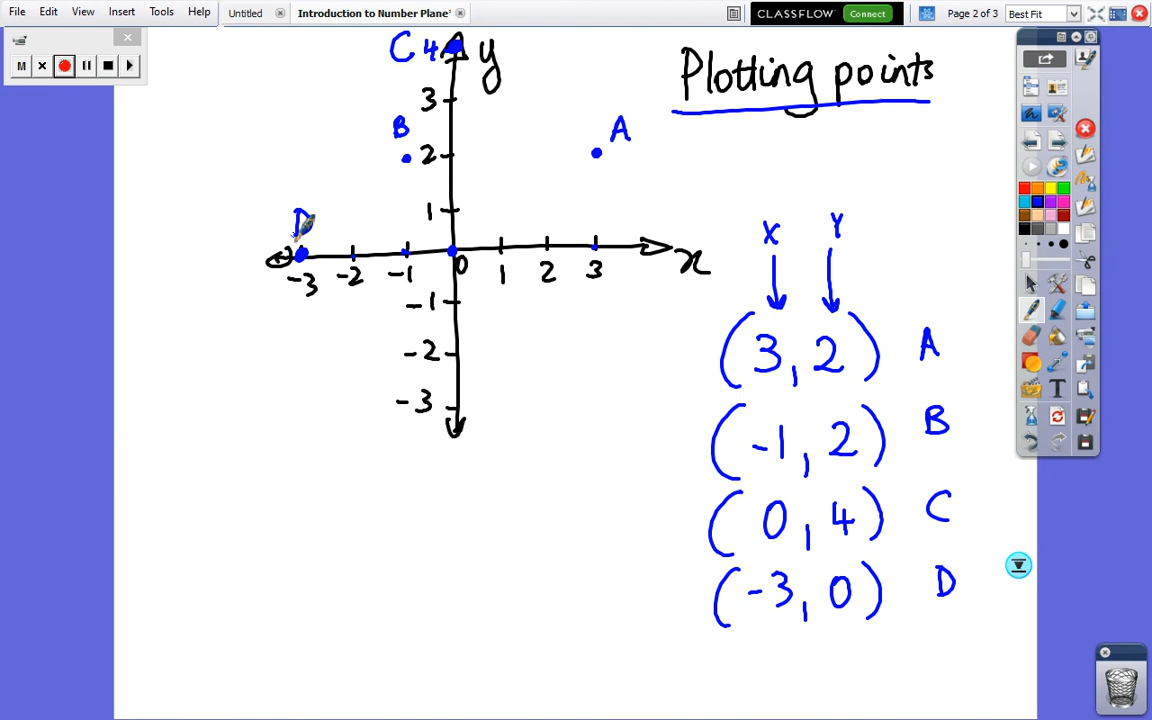 File Edit View Insert Tools Help
Untitled Introduction to Number Plane* CLASSFLOW Connect Page 2 of 3 Best Fit
M
C 4 y
Plotting points
3
B A
2
D
1
X Y
-3 -2 -1 0 1 2 3 x
-1
-2
-3
(3, 2) A
(-1, 2) B
(0, 4) C
(-3, 0) D
T